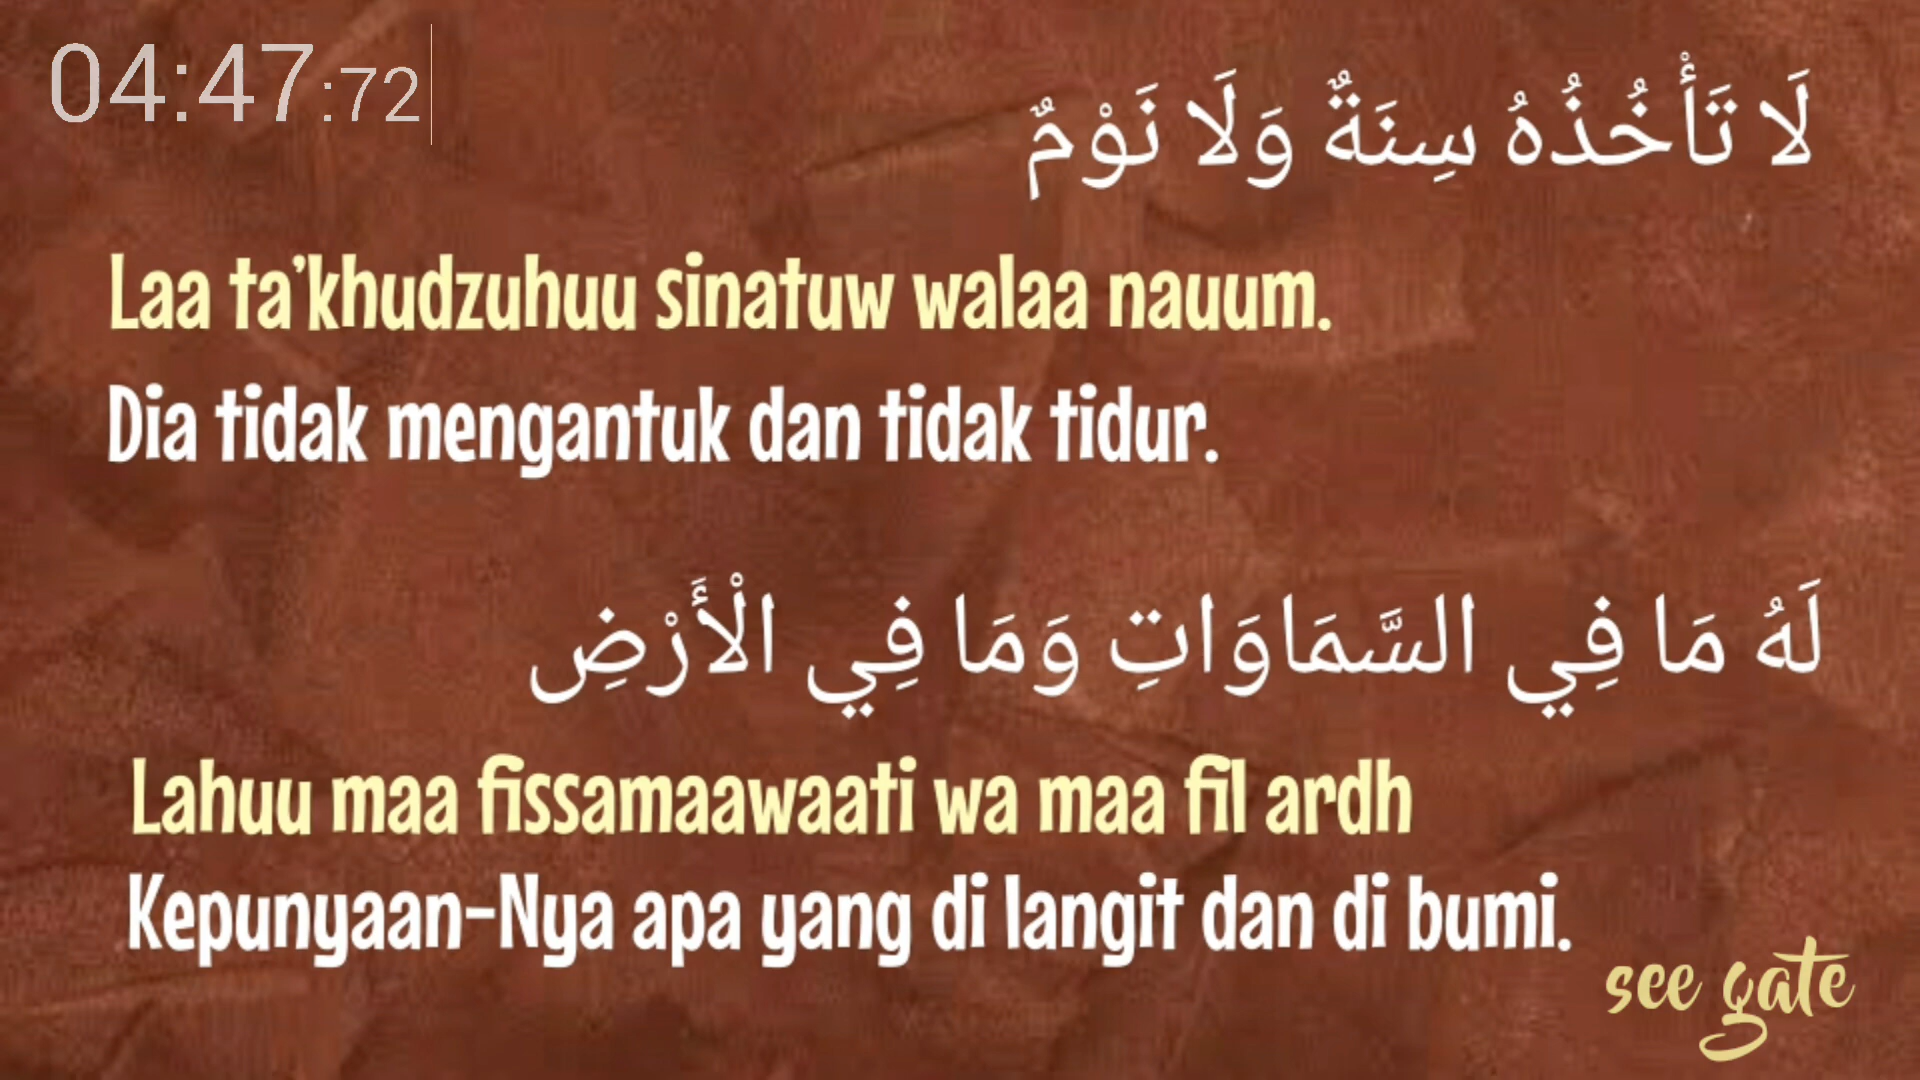 04:47:72
لَا تَأْخُذُهُ سِنَةٌ وَلَا نَوْمٌ
Laa ta’khudzuhuu sinatuw walaa nauum.
Dia tidak mengantuk dan tidak tidur.
لَهُ مَا فِي السَّمَاوَاتِ وَمَا فِي الْأَرْضِ
Lahuu maa fissamaawaati wa maa fil ardh
Kepunyaan-Nya apa yang di langit dan di bumi.
see gate